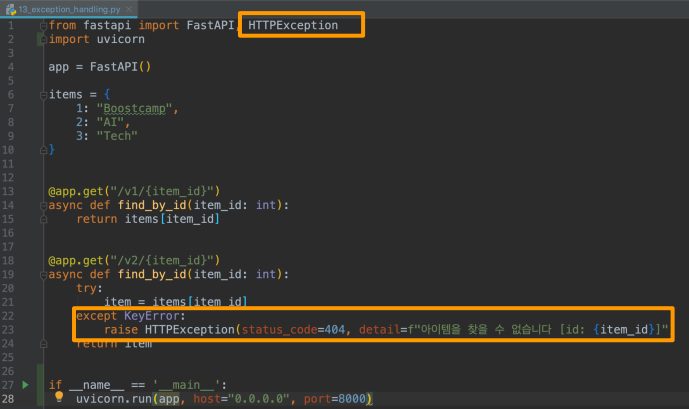 13_exception_handling.py
1 from fastapi import FastAPI, HTTPException
2 import uvicorn
3
4 app = FastAPI()
5
6 items = {
7     1: "Boostcamp",
8     2: "AI",
9     3: "Tech"
10 }
11
12
13 @app.get("/v1/{item_id}")
14 async def find_by_id(item_id: int):
15     return items[item_id]
16
17
18 @app.get("/v2/{item_id}")
19 async def find_by_id(item_id: int):
20     try:
21         item = items[item_id]
22     except KeyError:
23         raise HTTPException(status_code=404, detail=f"아이템을 찾을 수 없습니다 [id: {item_id}]"
24     return item
25
26
27 if __name__ == '__main__':
28     uvicorn.run(app, host="0.0.0.0", port=8000)